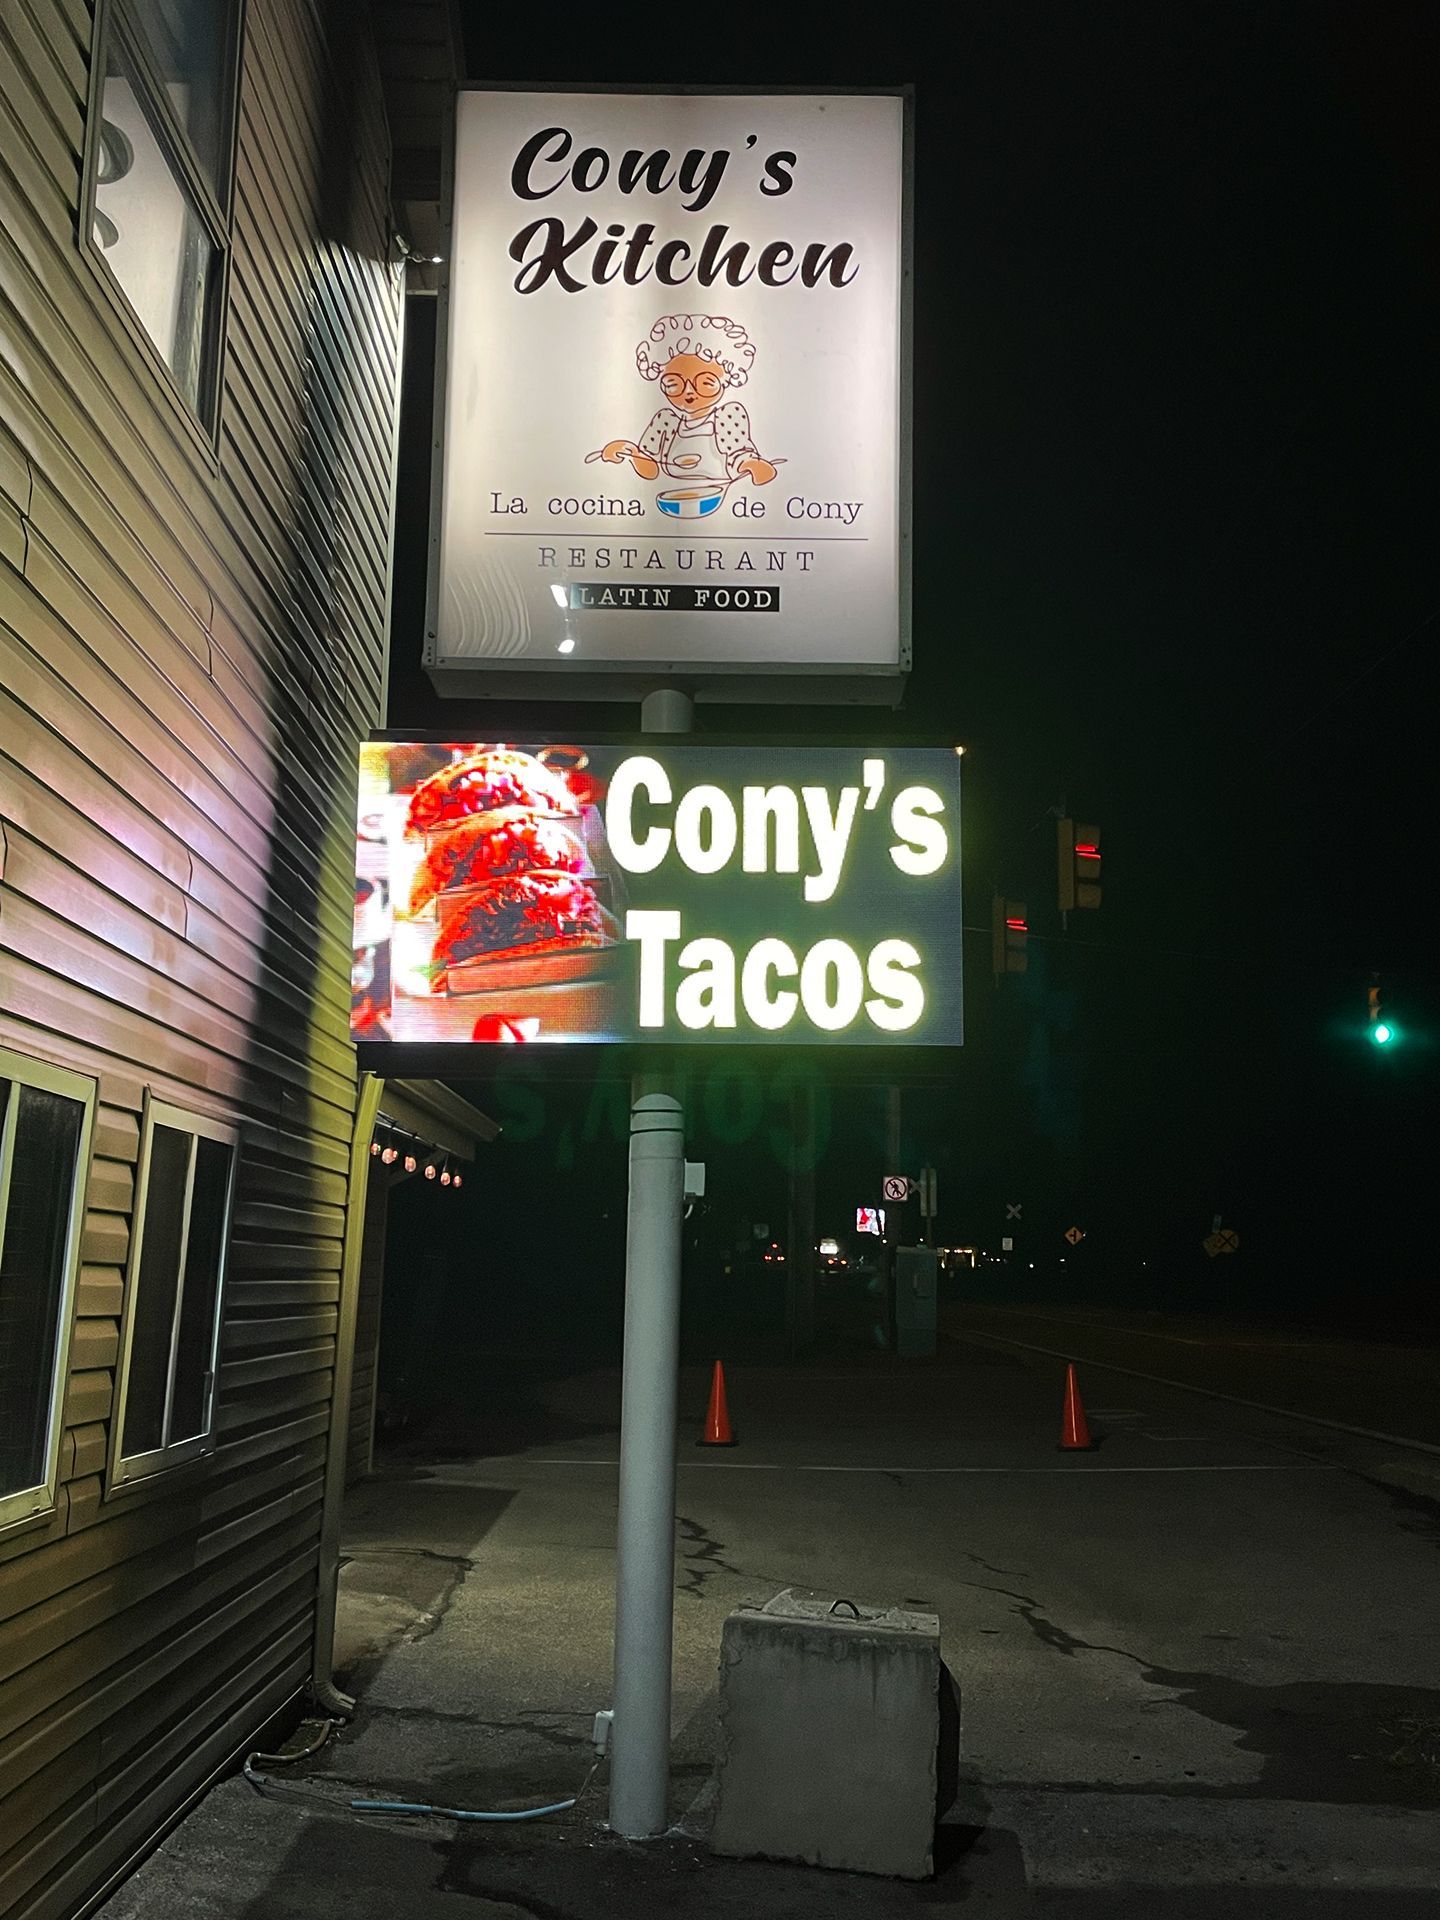 Cony's
Kitchen
La cocina de Cony
RESTAURANT
LATIN FOOD
Cony's
Tacos